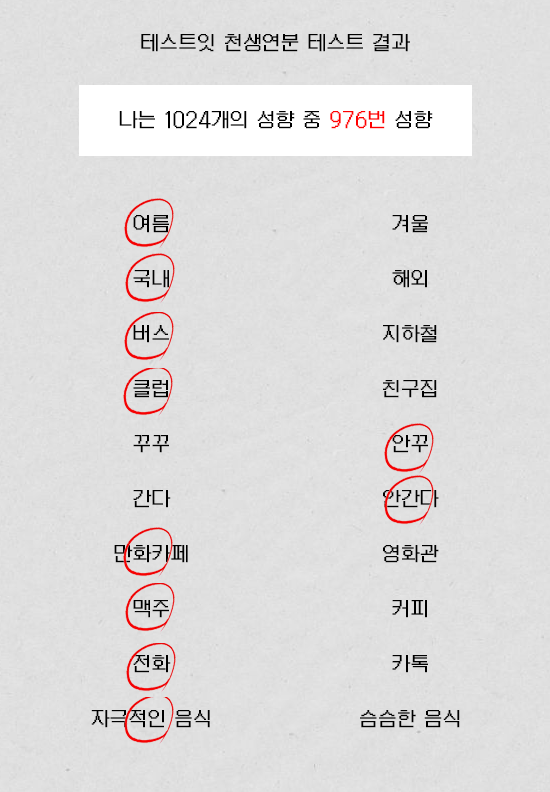 테스트잇 천생연분 테스트 결과
나는 1024개의 성향 중 976번 성향
여름 겨울
국내 해외
버스 지하철
클럽 친구집
꾸꾸 안꾸
간다 안간다
만화카페 영화관
맥주 커피
전화 카톡
자극적인 음식 슴슴한 음식